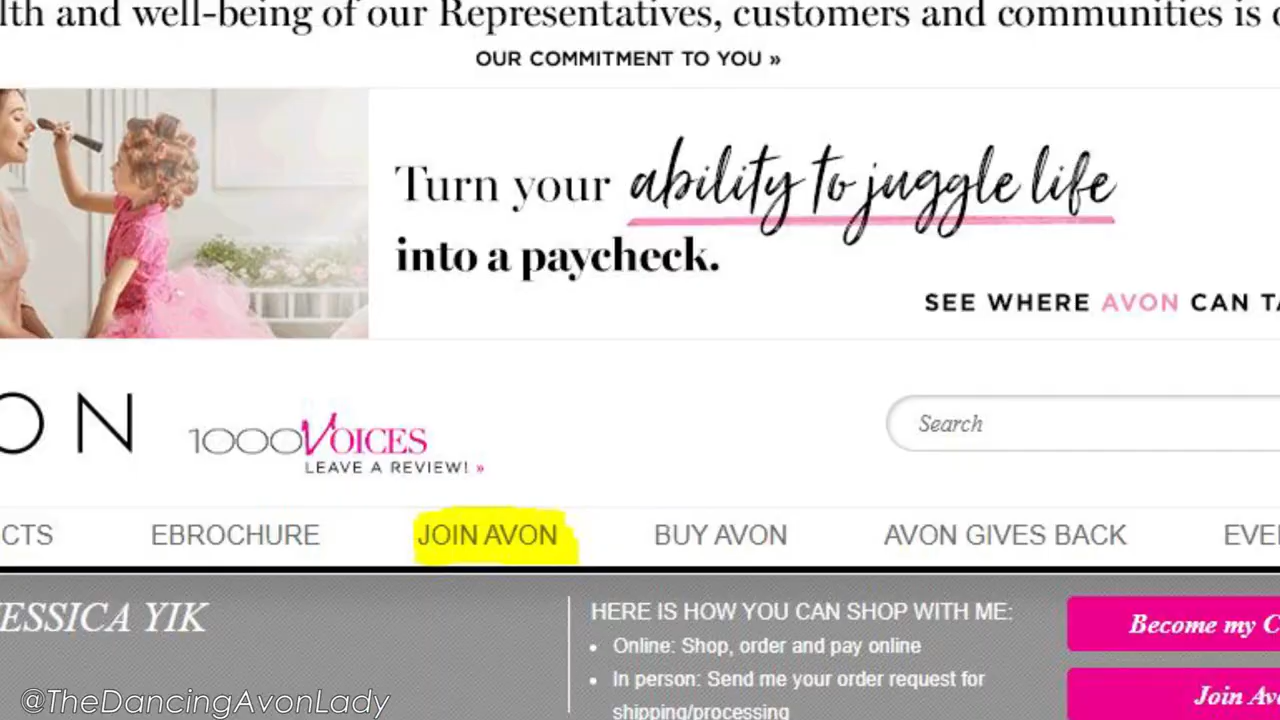 lth and well-being of our Representatives, customers and communities is o
OUR COMMITMENT TO YOU »
Turn your ability to juggle life
into a paycheck.
SEE WHERE AVON CAN TA
ON
1000 VOICES
Search
LEAVE A REVIEW! »
CTS EBROCHURE JOIN AVON BUY AVON AVON GIVES BACK EVE
ESSICA YIK
HERE IS HOW YOU CAN SHOP WITH ME:
• Online: Shop, order and pay online
• In person: Send me your order request for
shipping/processing
Become my C
Join Avo
@TheDancingAvonLady